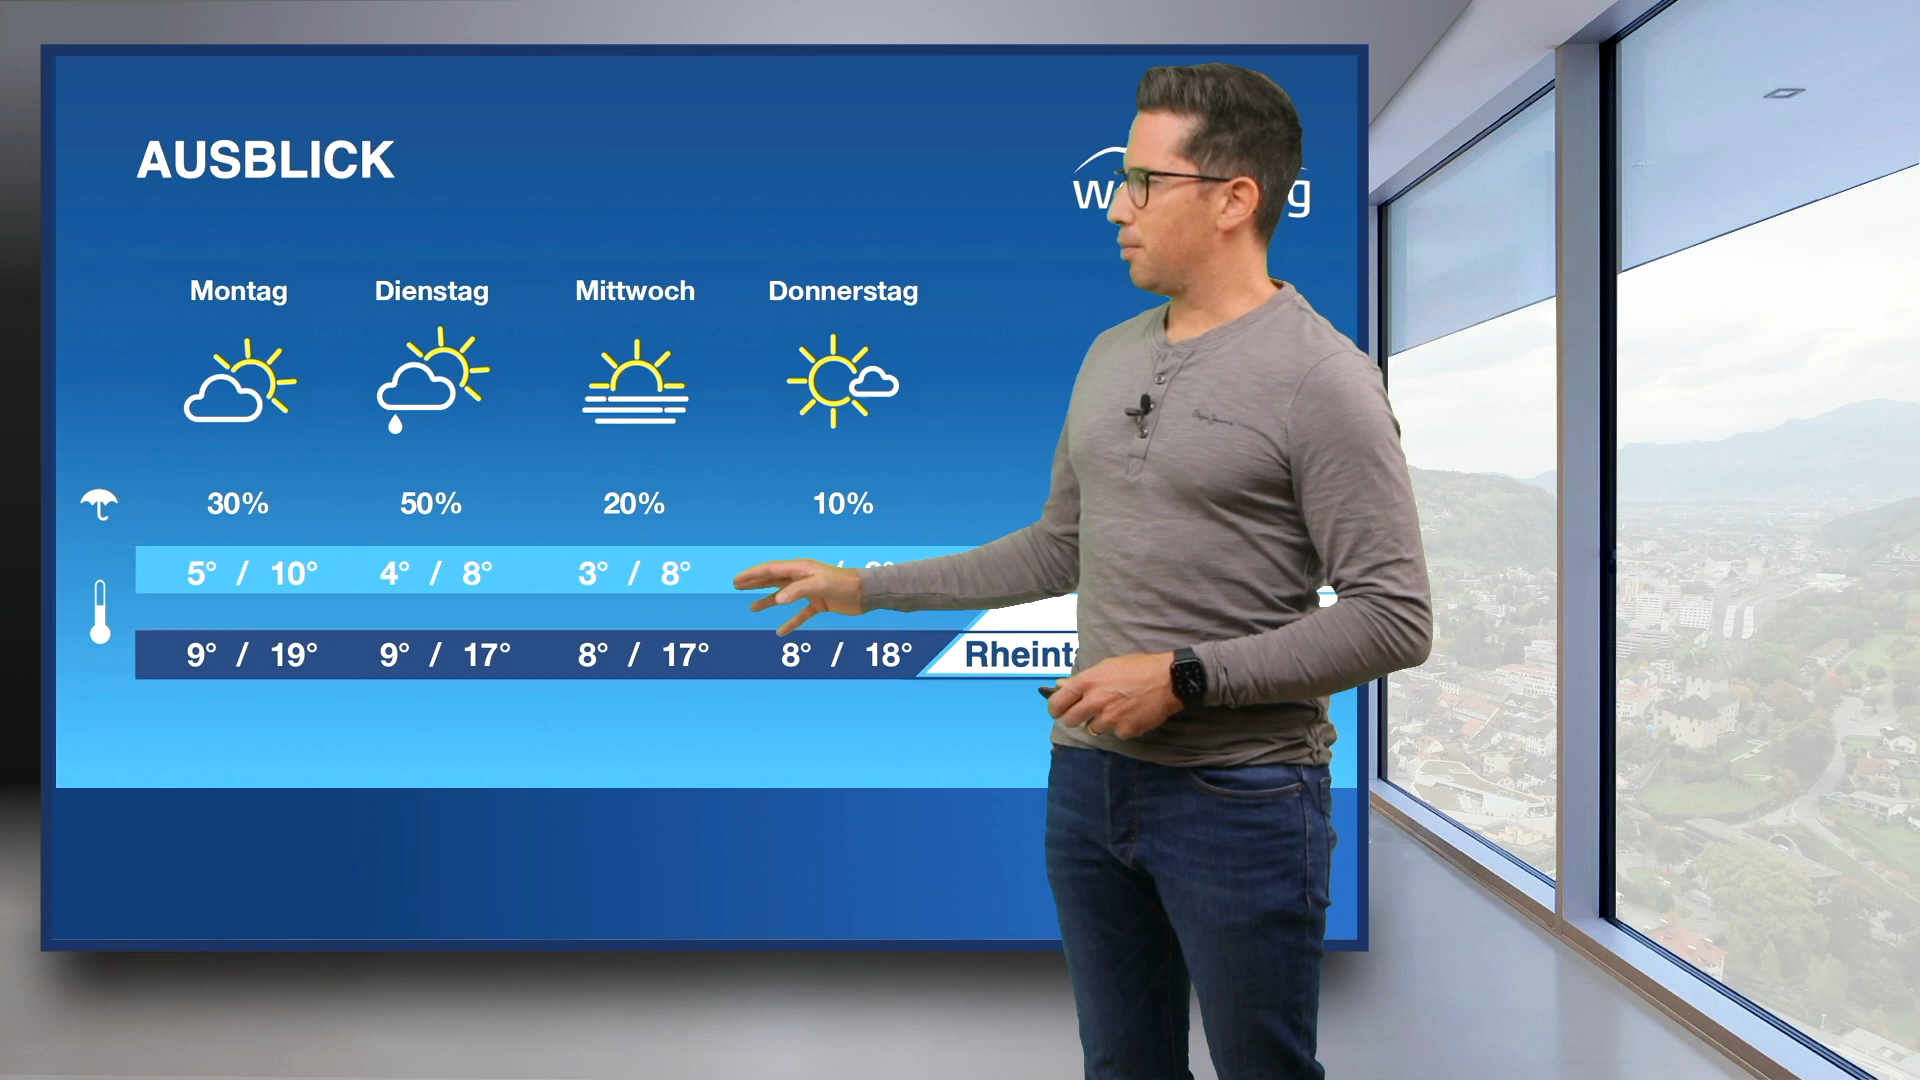 AUSBLICK
Montag Dienstag Mittwoch Donnerstag
30% 50% 20% 10%
5° / 10° 4° / 8° 3° / 8° /
9° / 19° 9° / 17° 8° / 17° 8° / 18°